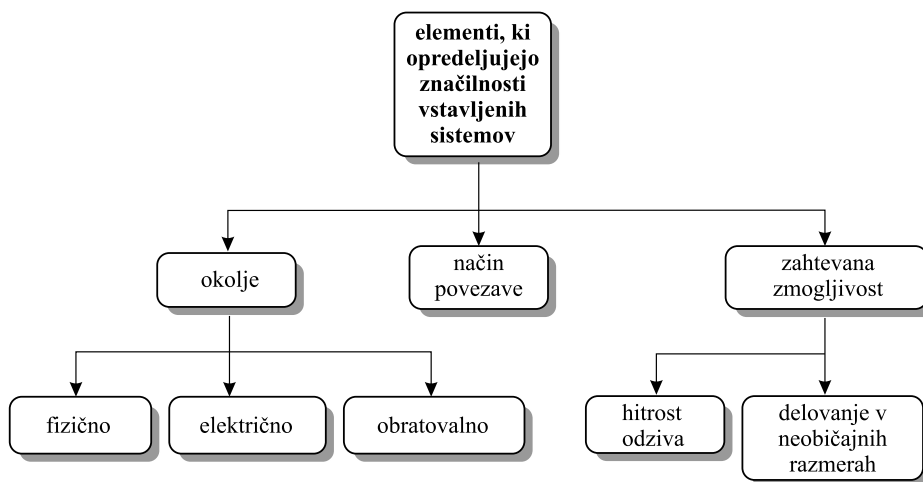 elementi, ki
opredeljujejo
značilnosti
vstavljenih
sistemov
okolje
način
povezave
zahtevana
zmogljivost
fizično
električno
obratovalno
hitrost
odziva
delovanje v
neobičajnih
razmerah